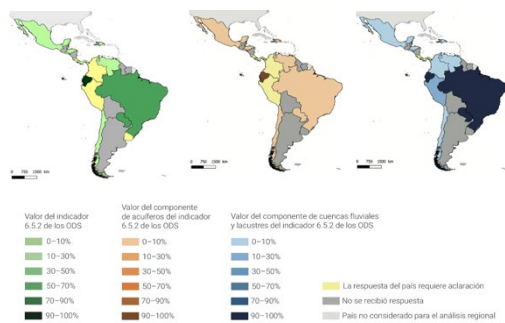 0 750 1500 km
0 750 1500 km
0 750 1500 km
Valor del indicador
6.5.2 de los ODS
0–10%
10–30%
30–50%
50–70%
70–90%
90–100%
Valor del componente
de acuíferos del indicador
6.5.2 de los ODS
0–10%
10–30%
30–50%
50–70%
70–90%
90–100%
Valor del componente de cuencas fluviales
y lacustres del indicador 6.5.2 de los ODS
0–10%
10–30%
30–50%
50–70%
70–90%
90–100%
La respuesta del país requiere aclaración
No se recibió respuesta
País no considerado para el análisis regional